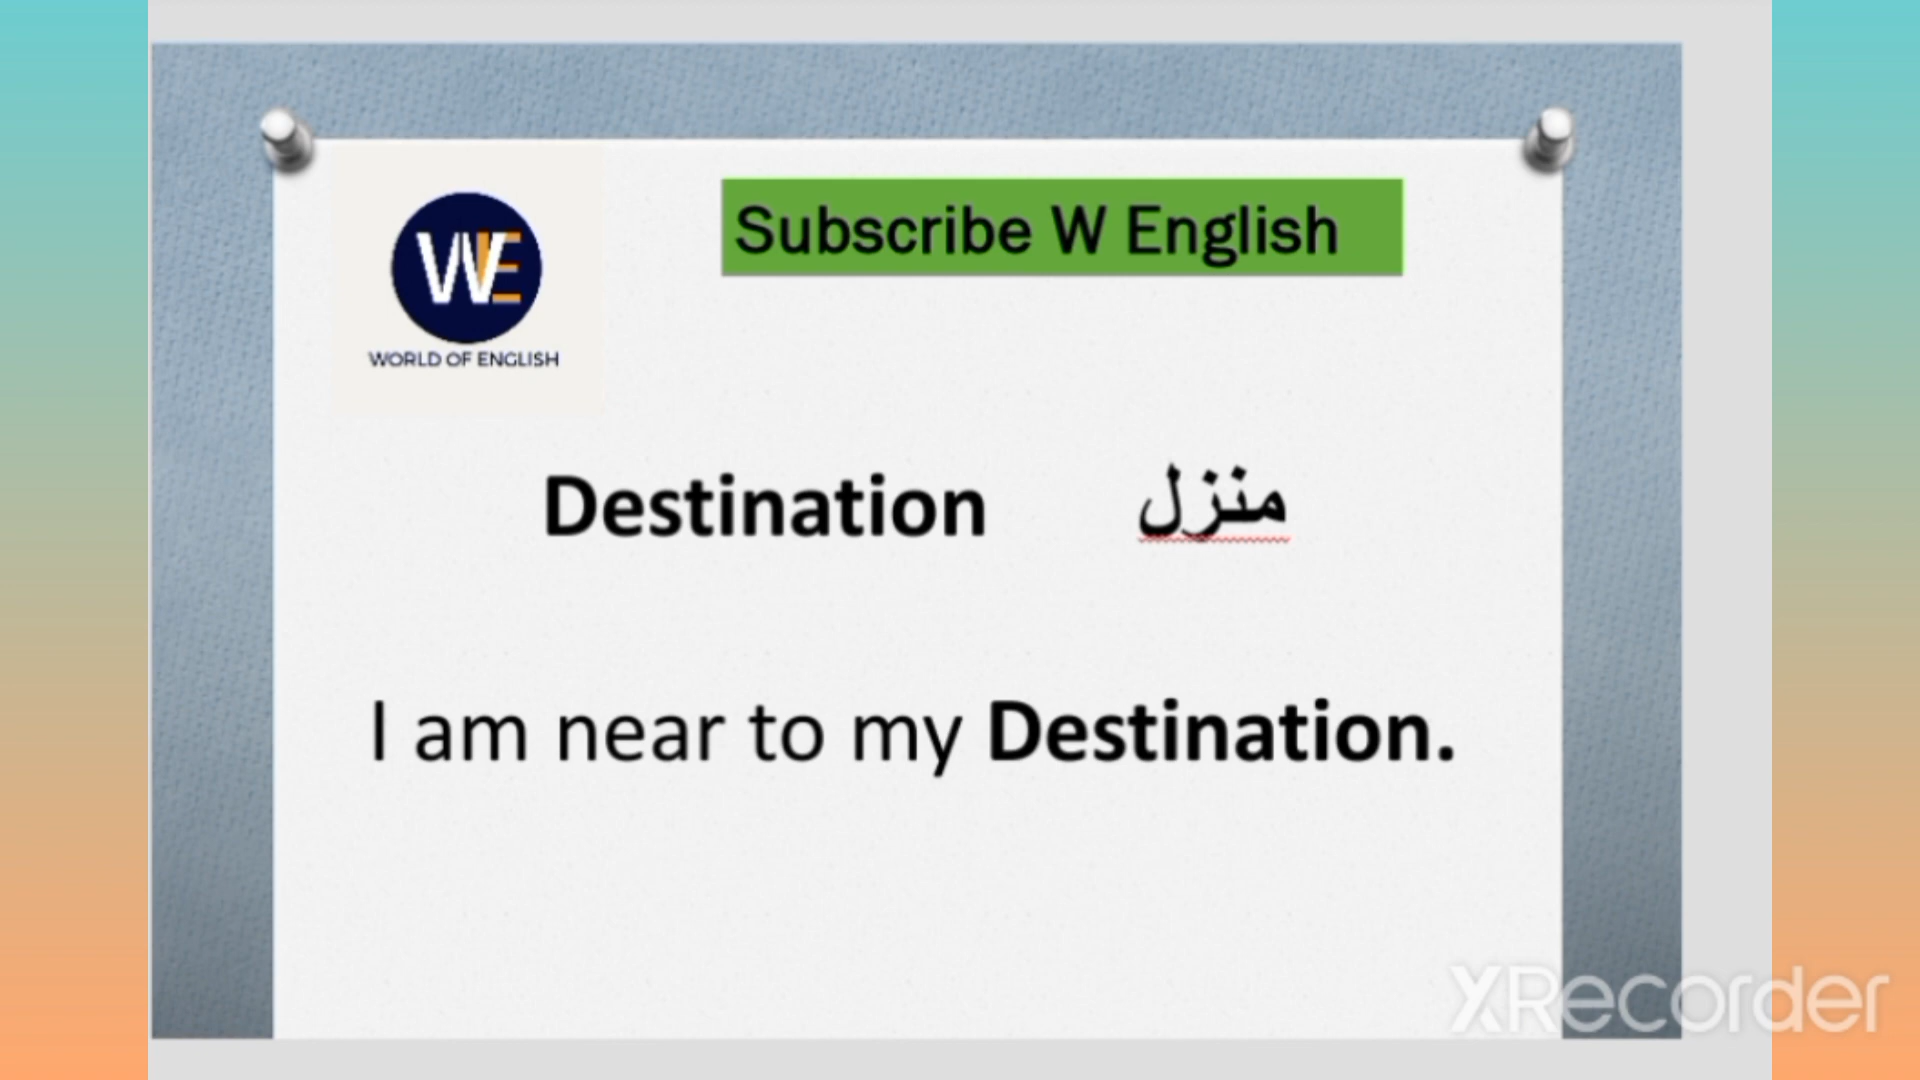 Subscribe W English
WE
WORLD OF ENGLISH
Destination منزل
I am near to my Destination.
XRecorder